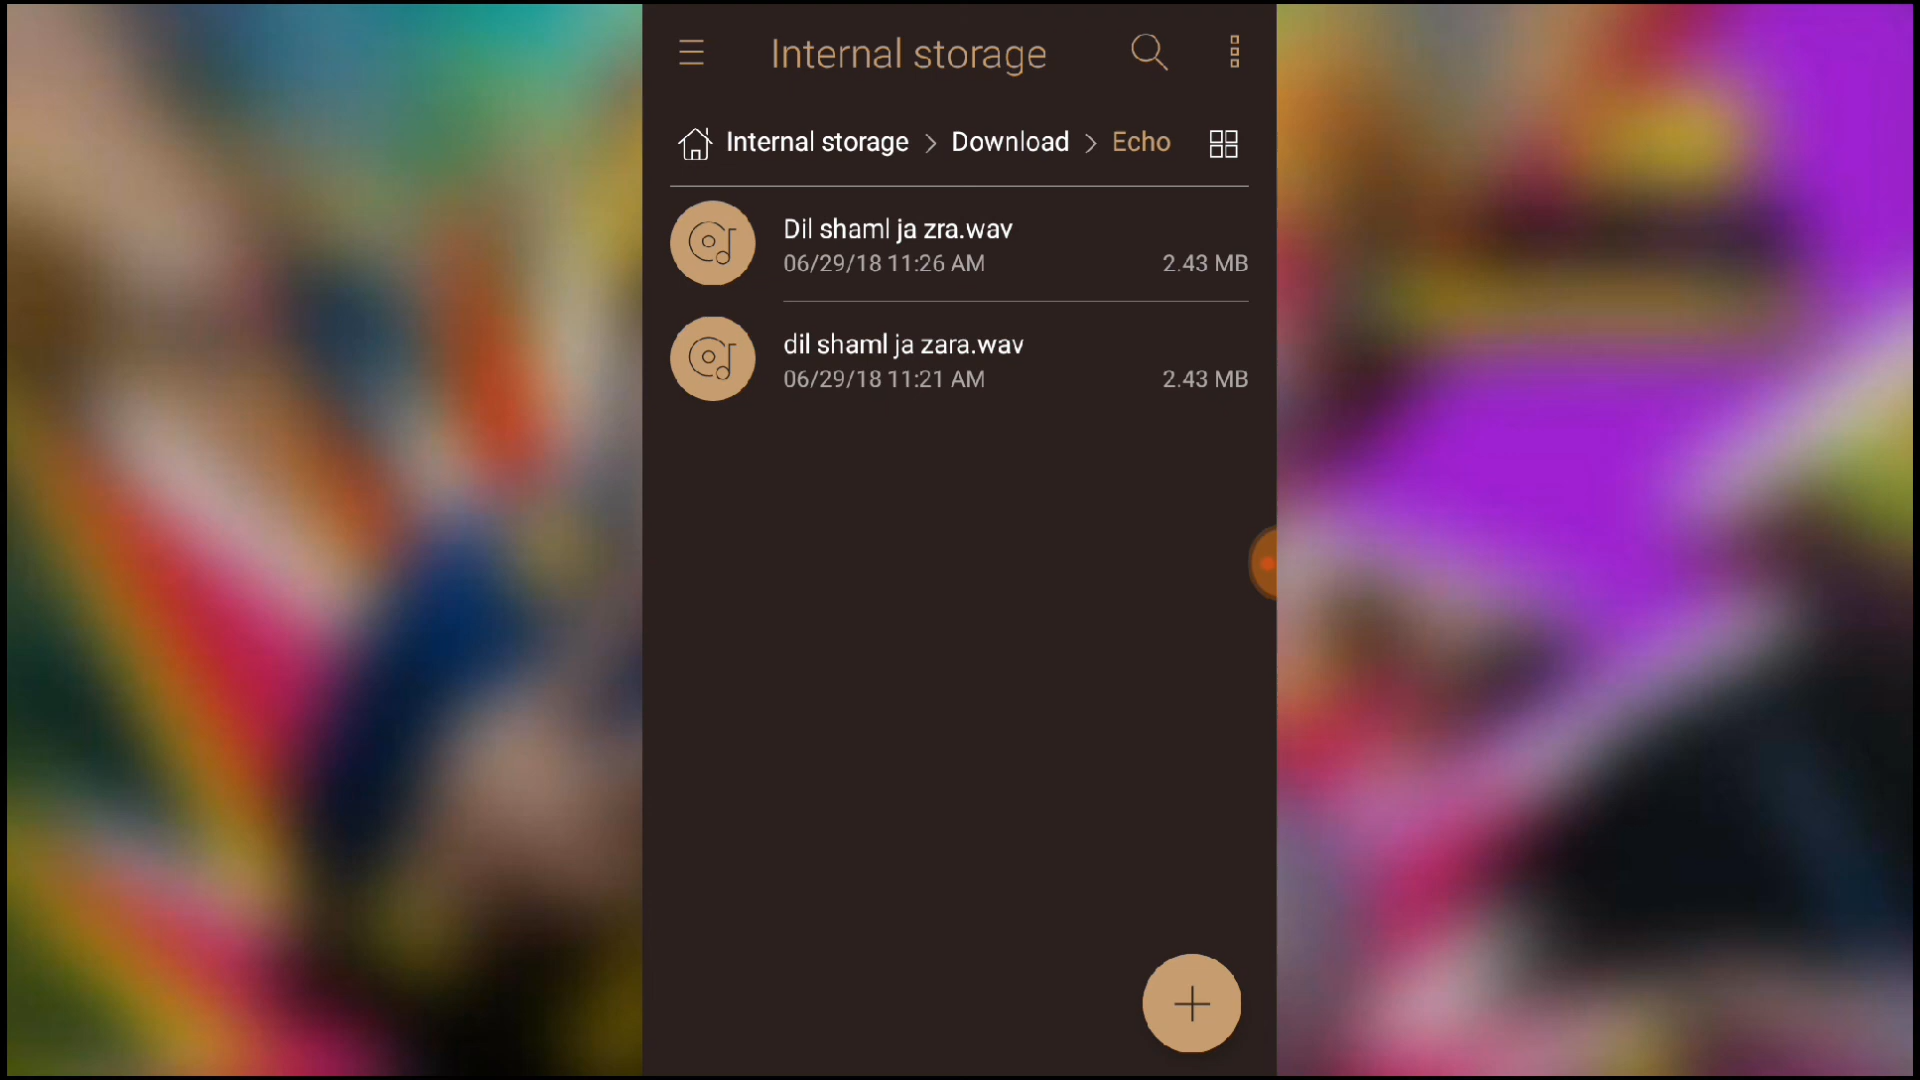 Internal storage
Internal storage > Download > Echo
Dil shaml ja zra.wav
06/29/18 11:26 AM 2.43 MB
dil shaml ja zara.wav
06/29/18 11:21 AM 2.43 MB